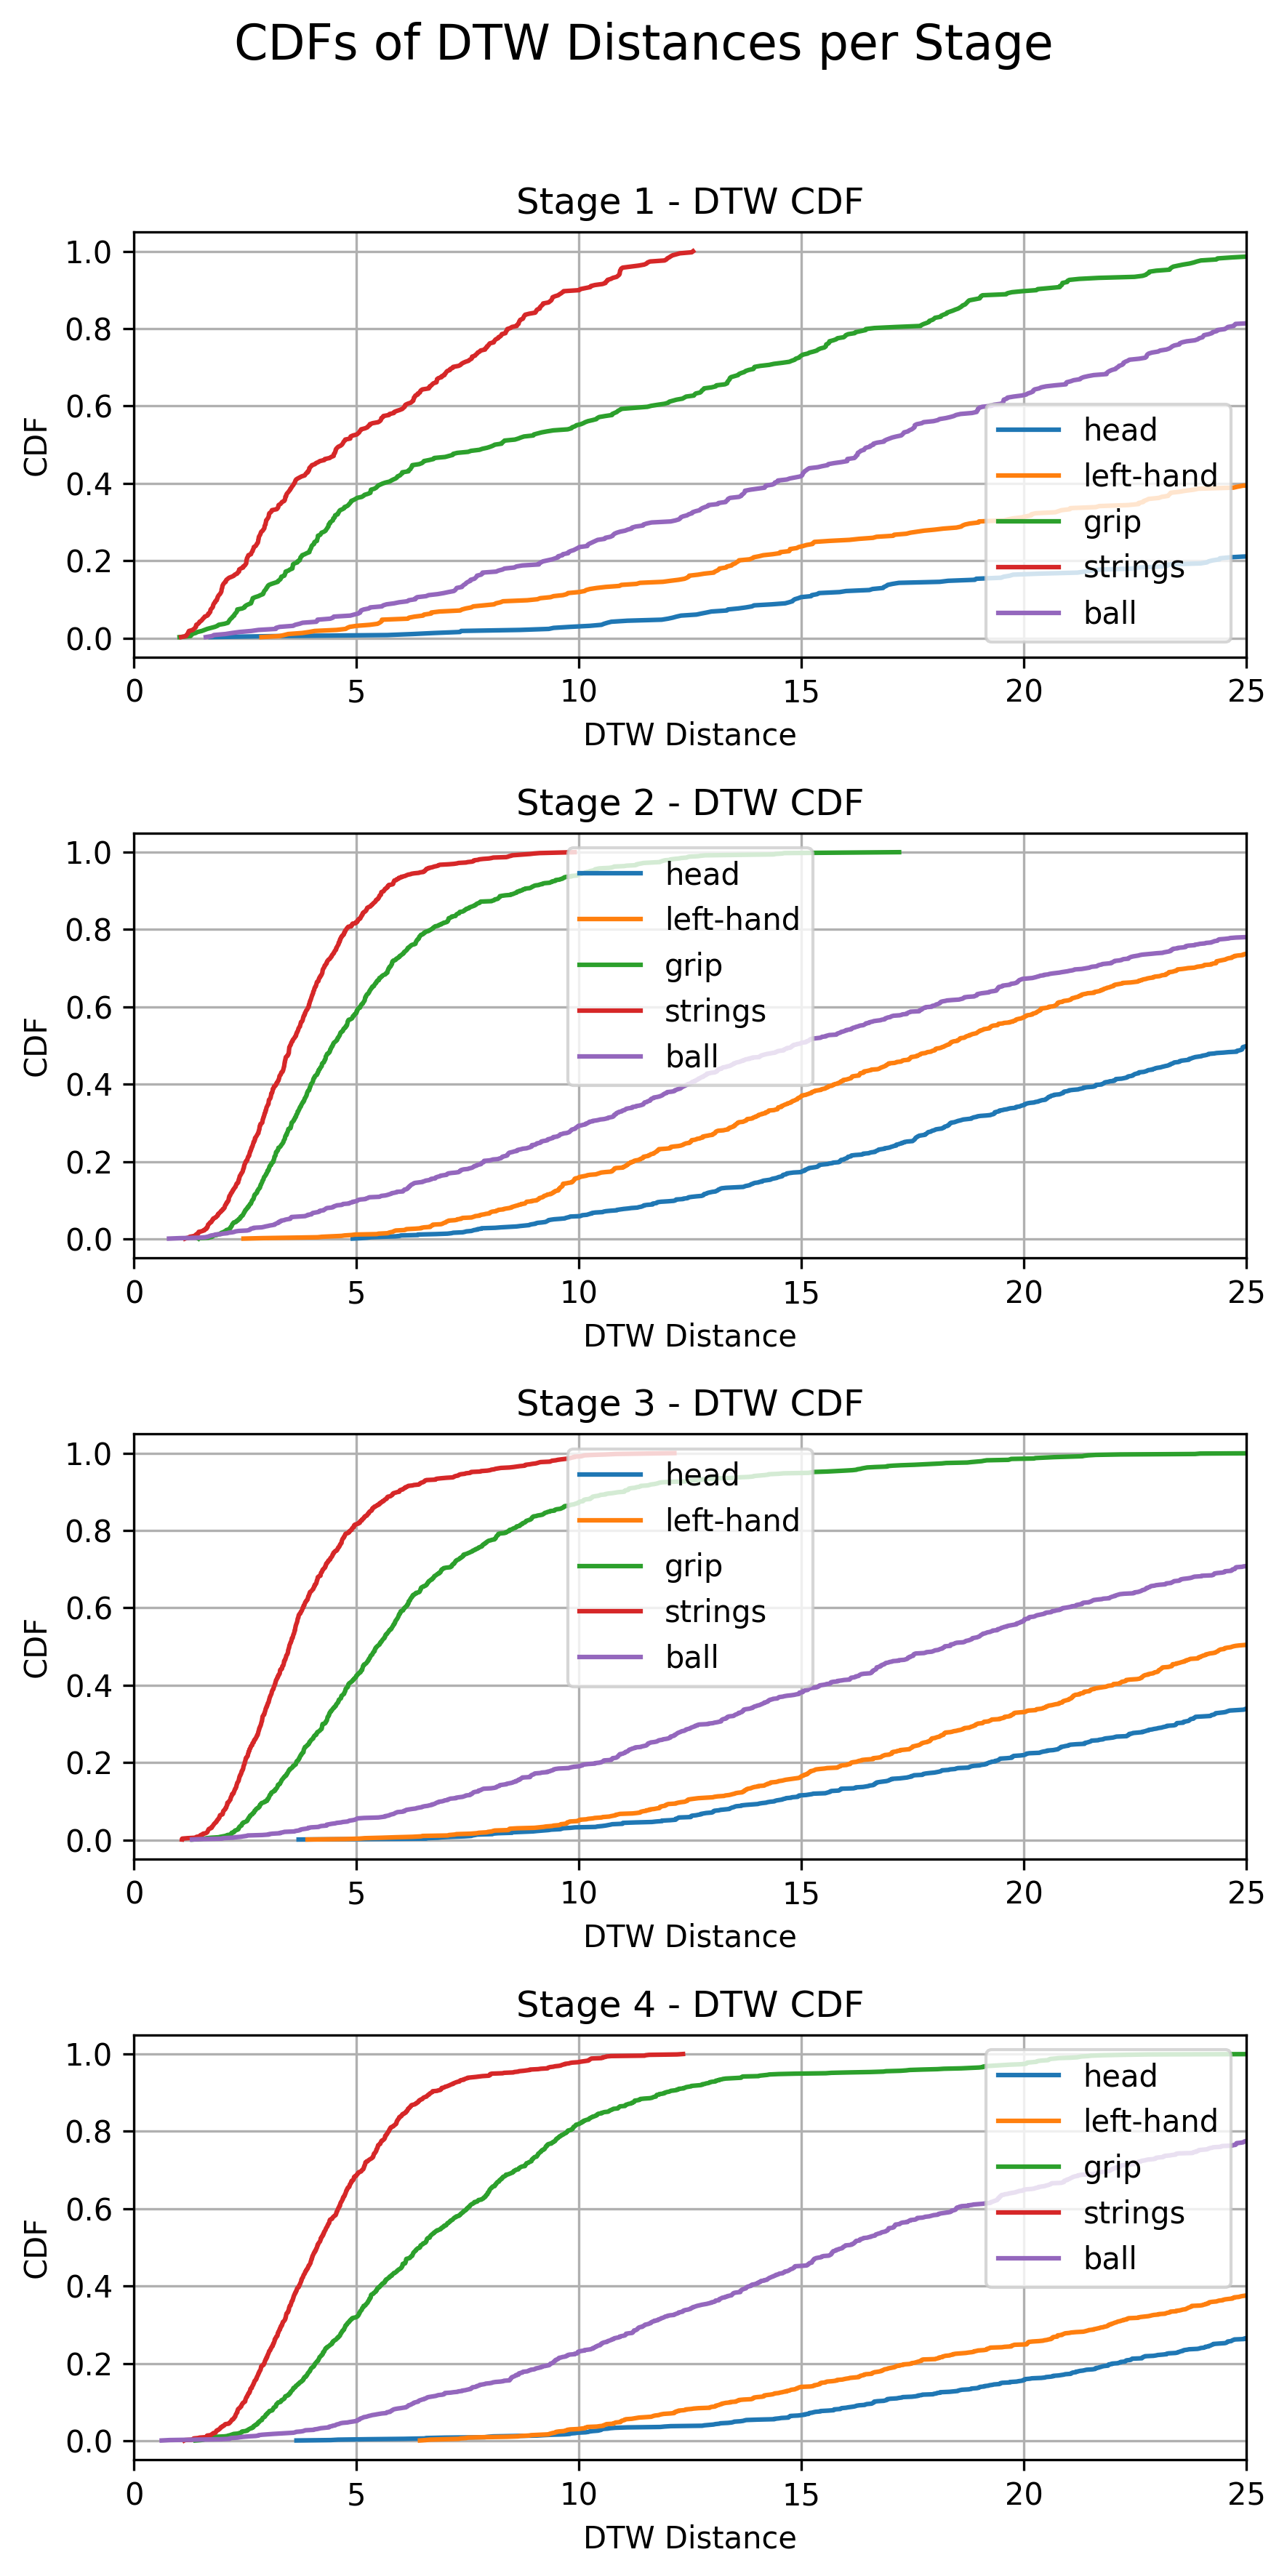 CDFs of DTW Distances per Stage
Stage 1 - DTW CDF
1.0
0.8
0.6
0.4
0.2
0.0
CDF
head
left-hand
grip
strings
ball
0 5 10 15 20 25
DTW Distance
Stage 2 - DTW CDF
1.0
0.8
0.6
0.4
0.2
0.0
CDF
head
left-hand
grip
strings
ball
0 5 10 15 20 25
DTW Distance
Stage 3 - DTW CDF
1.0
0.8
0.6
0.4
0.2
0.0
CDF
head
left-hand
grip
strings
ball
0 5 10 15 20 25
DTW Distance
Stage 4 - DTW CDF
1.0
0.8
0.6
0.4
0.2
0.0
CDF
head
left-hand
grip
strings
ball
0 5 10 15 20 25
DTW Distance